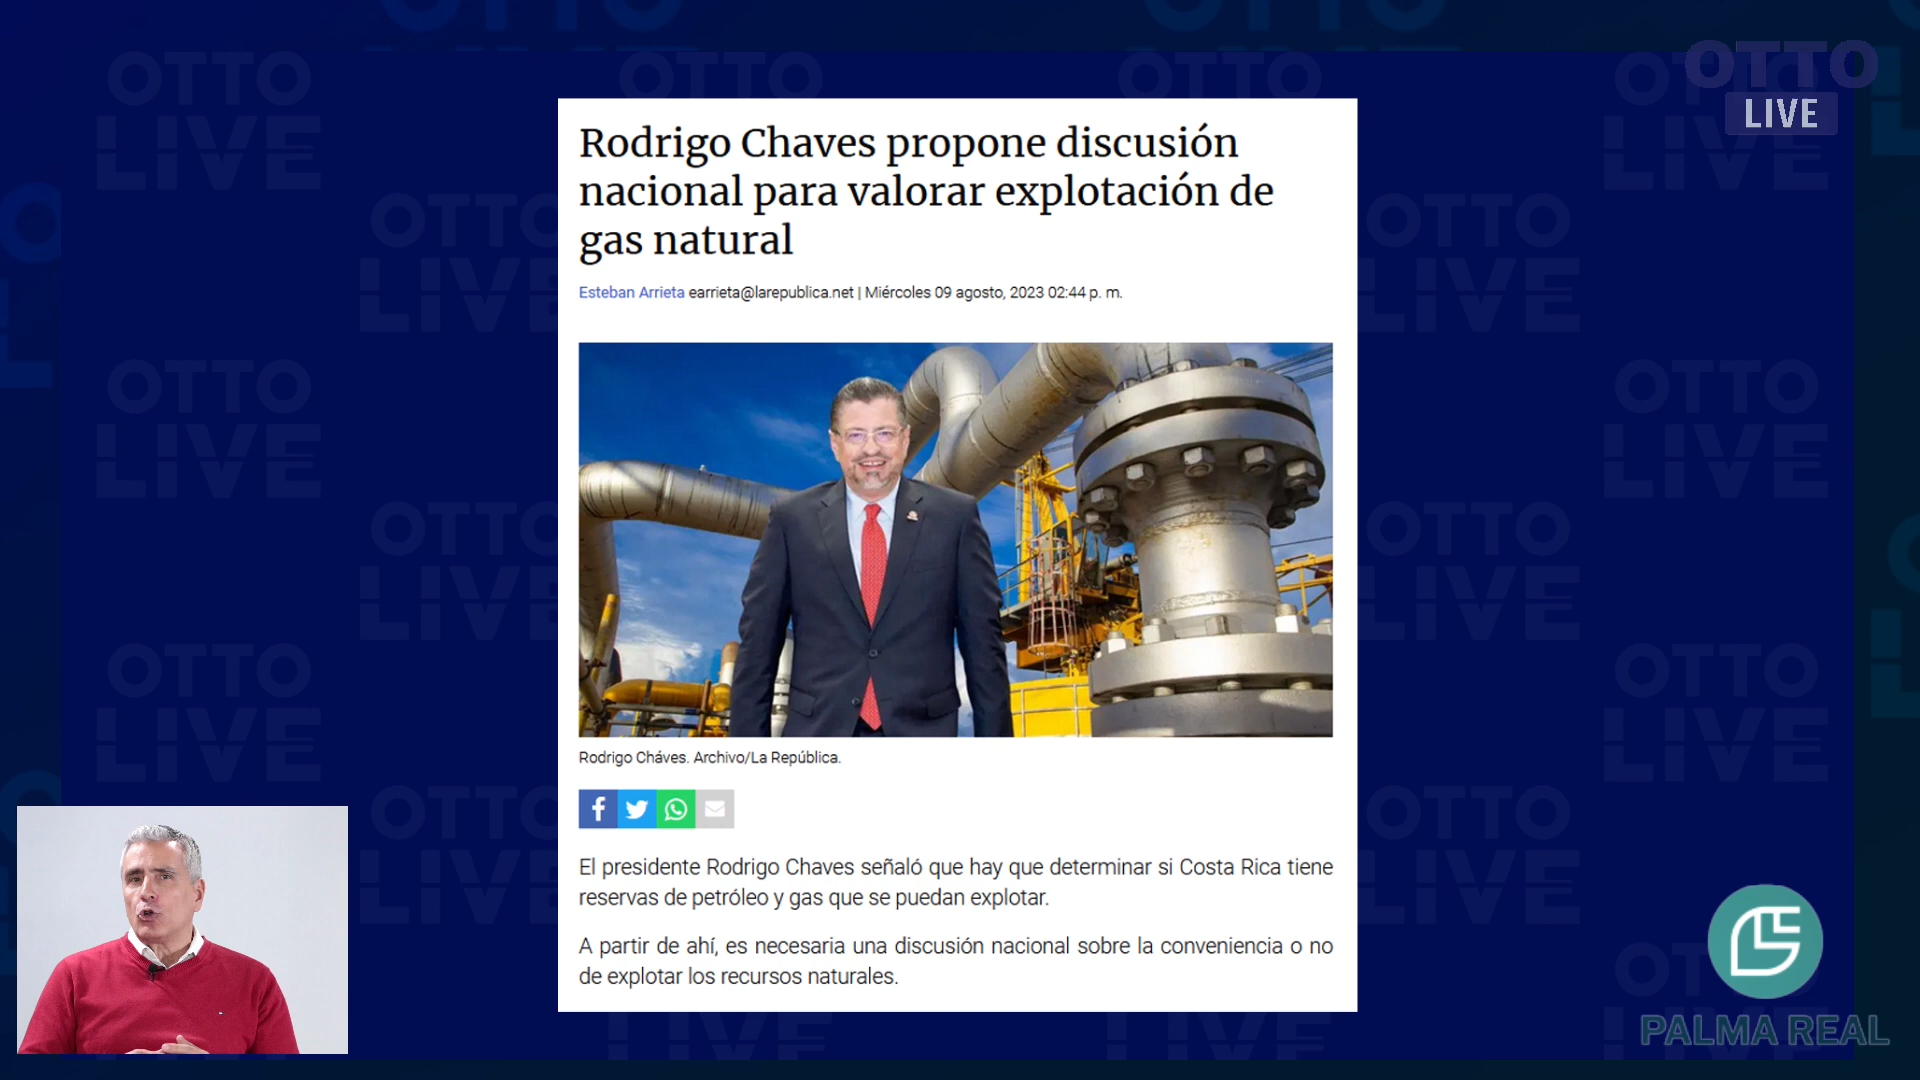 OTTO
LIVE
Rodrigo Chaves propone discusión
nacional para valorar explotación de
gas natural
Esteban Arrieta earrieta@larepublica.net | Miércoles 09 agosto, 2023 02:44 p. m.
Rodrigo Cháves. Archivo/La República.
El presidente Rodrigo Chaves señaló que hay que determinar si Costa Rica tiene
reservas de petróleo y gas que se puedan explotar.
A partir de ahí, es necesaria una discusión nacional sobre la conveniencia o no
de explotar los recursos naturales.
PALMA REAL